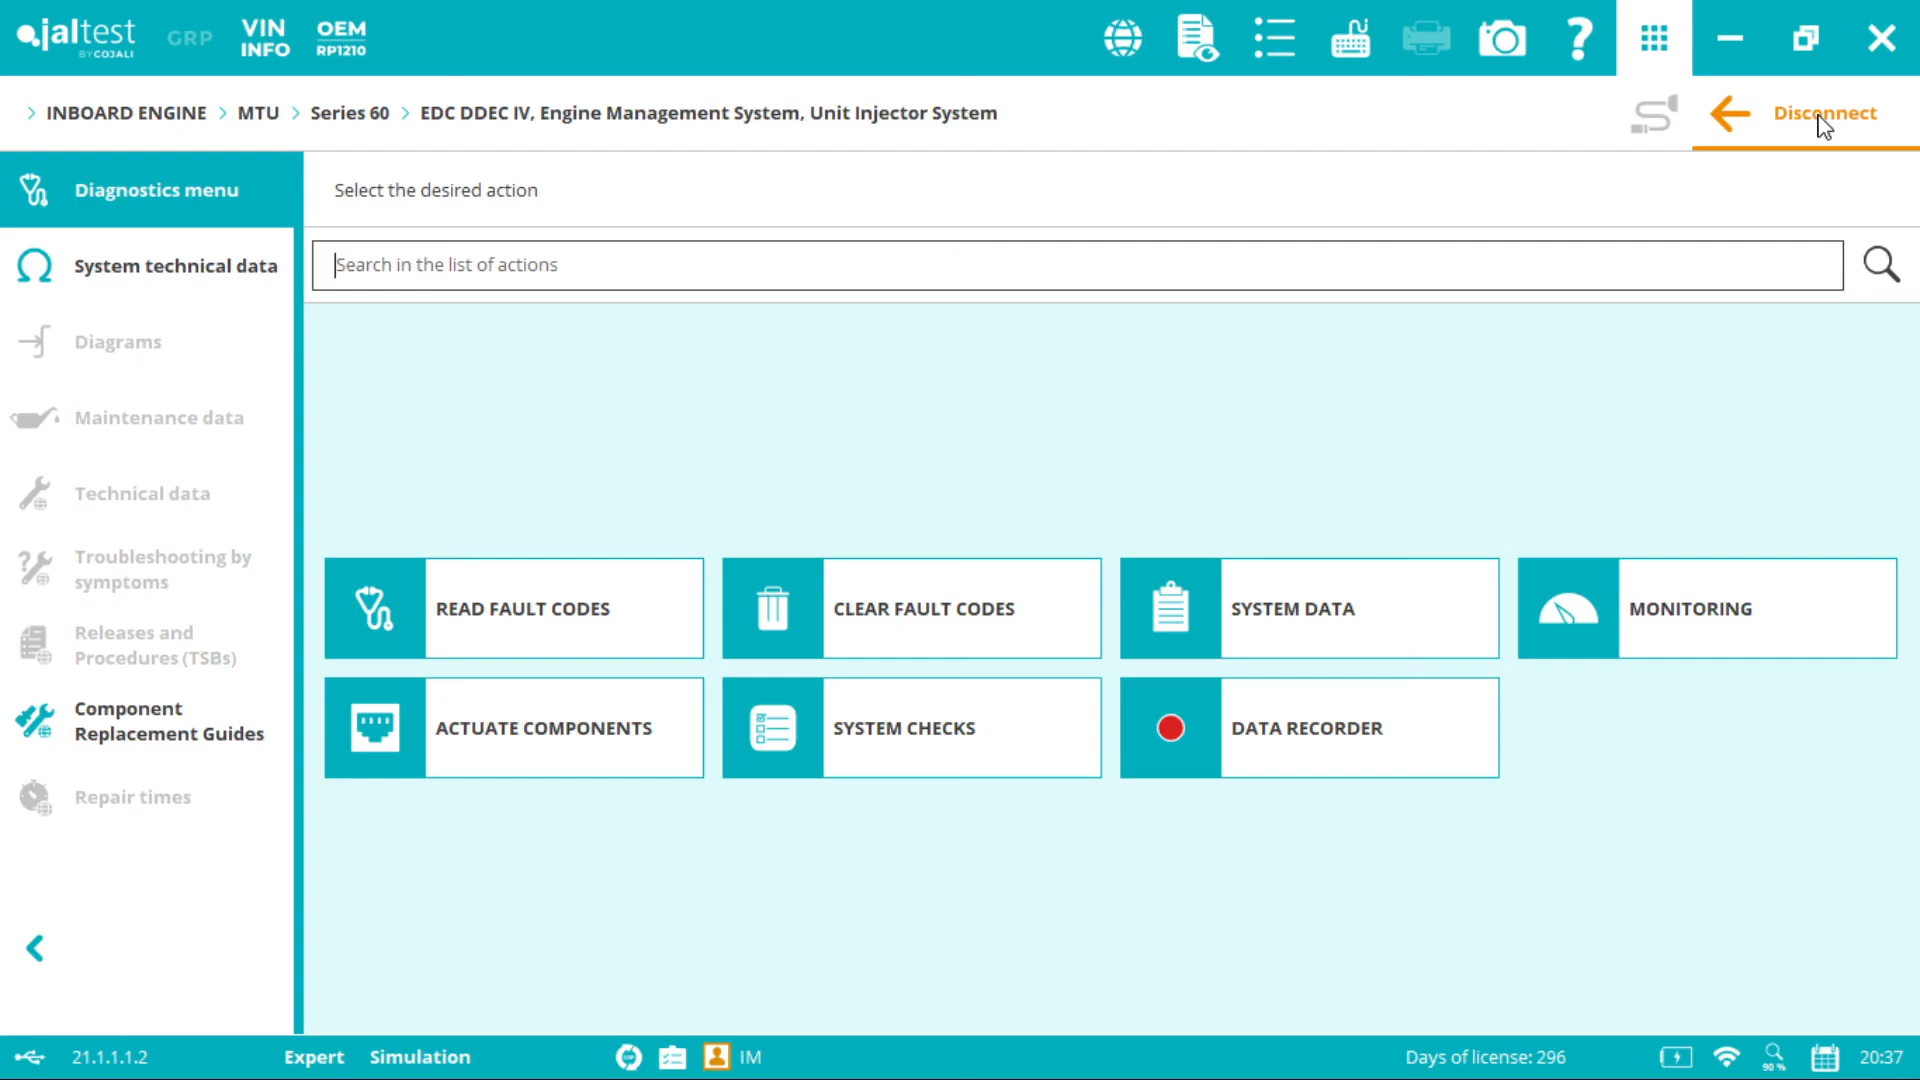 jaltest
BY COJALI
GRP
VIN
INFO
OEM
RP1210
INBOARD ENGINE
MTU
Series 60
EDC DDEC IV, Engine Management System, Unit Injector System
Disconnect
Diagnostics menu
Select the desired action
System technical data
Search in the list of actions
Diagrams
Maintenance data
Technical data
Troubleshooting by
symptoms
Releases and
Procedures (TSBs)
Component
Replacement Guides
Repair times
READ FAULT CODES
CLEAR FAULT CODES
SYSTEM DATA
MONITORING
ACTUATE COMPONENTS
SYSTEM CHECKS
DATA RECORDER
21.1.1.1.2
Expert
Simulation
IM
Days of license: 296
90 %
20:37